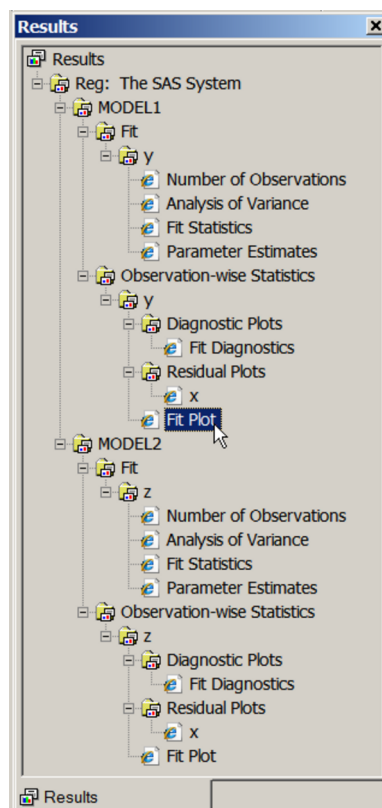 Results
Results
Reg: The SAS System
MODEL1
Fit
y
Number of Observations
Analysis of Variance
Fit Statistics
Parameter Estimates
Observation-wise Statistics
y
Diagnostic Plots
Fit Diagnostics
Residual Plots
x
Fit Plot
MODEL2
Fit
z
Number of Observations
Analysis of Variance
Fit Statistics
Parameter Estimates
Observation-wise Statistics
z
Diagnostic Plots
Fit Diagnostics
Residual Plots
x
Fit Plot
Results